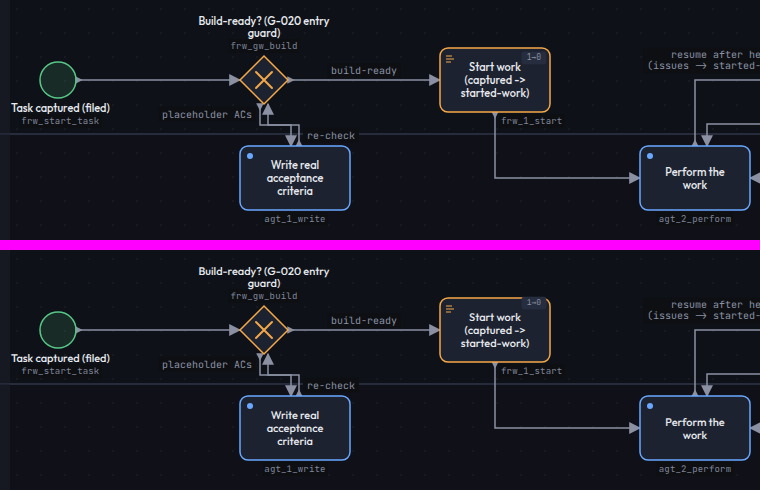 Build-ready? (G-020 entry
guard)
frw_gw_build
Task captured (filed)
frw_start_task
build-ready
placeholder ACs
re-check
Write real
acceptance
criteria
agt_1_write
1→0
Start work
(captured ->
started-work)
frw_1_start
resume after he
(issues —> started-
Perform the
work
agt_2_perform
Build-ready? (G-020 entry
guard)
frw_gw_build
Task captured (filed)
frw_start_task
build-ready
placeholder ACs
re-check
Write real
acceptance
criteria
agt_1_write
1→0
Start work
(captured ->
started-work)
frw_1_start
resume after he
(issues —> started-
Perform the
work
agt_2_perform